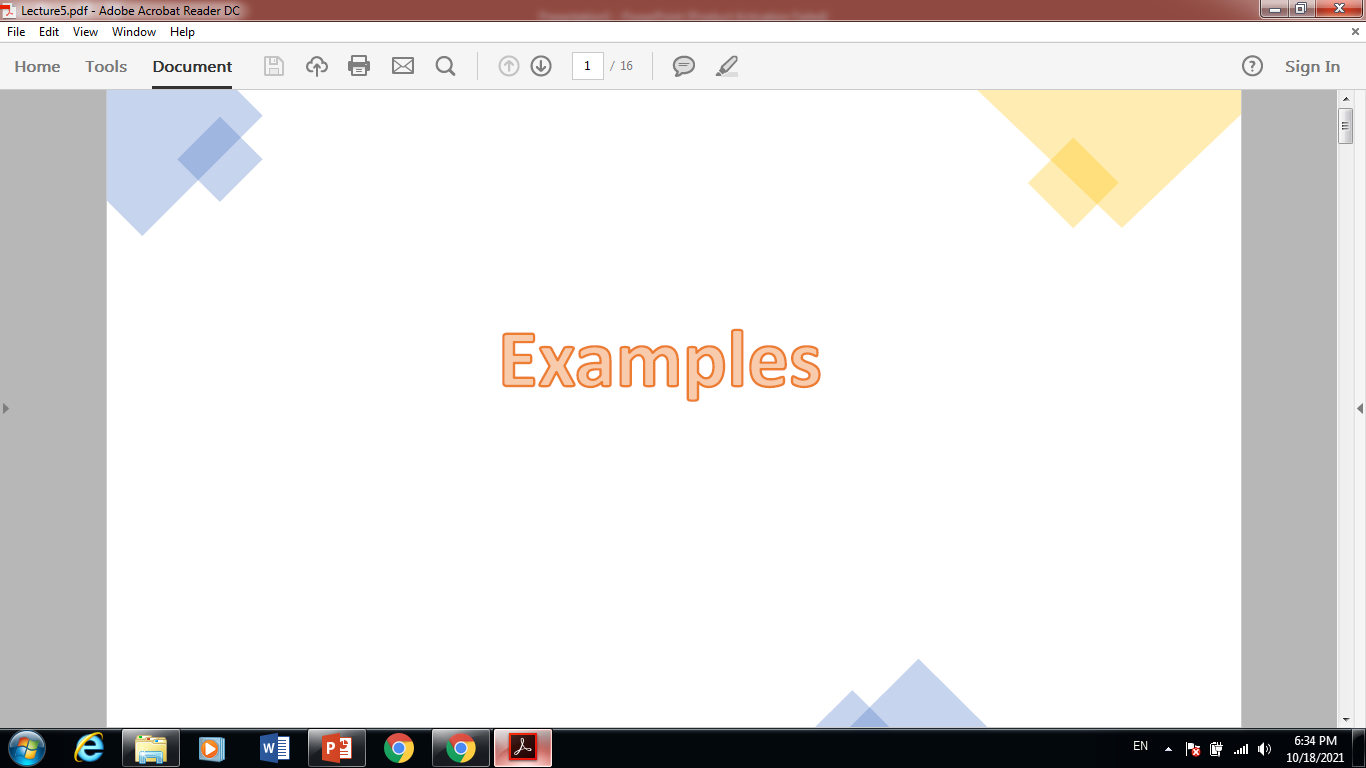 Lecture5.pdf - Adobe Acrobat Reader DC
File Edit View Window Help
Home Tools Document 1 / 16 Sign In
Examples
EN
6:34 PM
10/18/2021